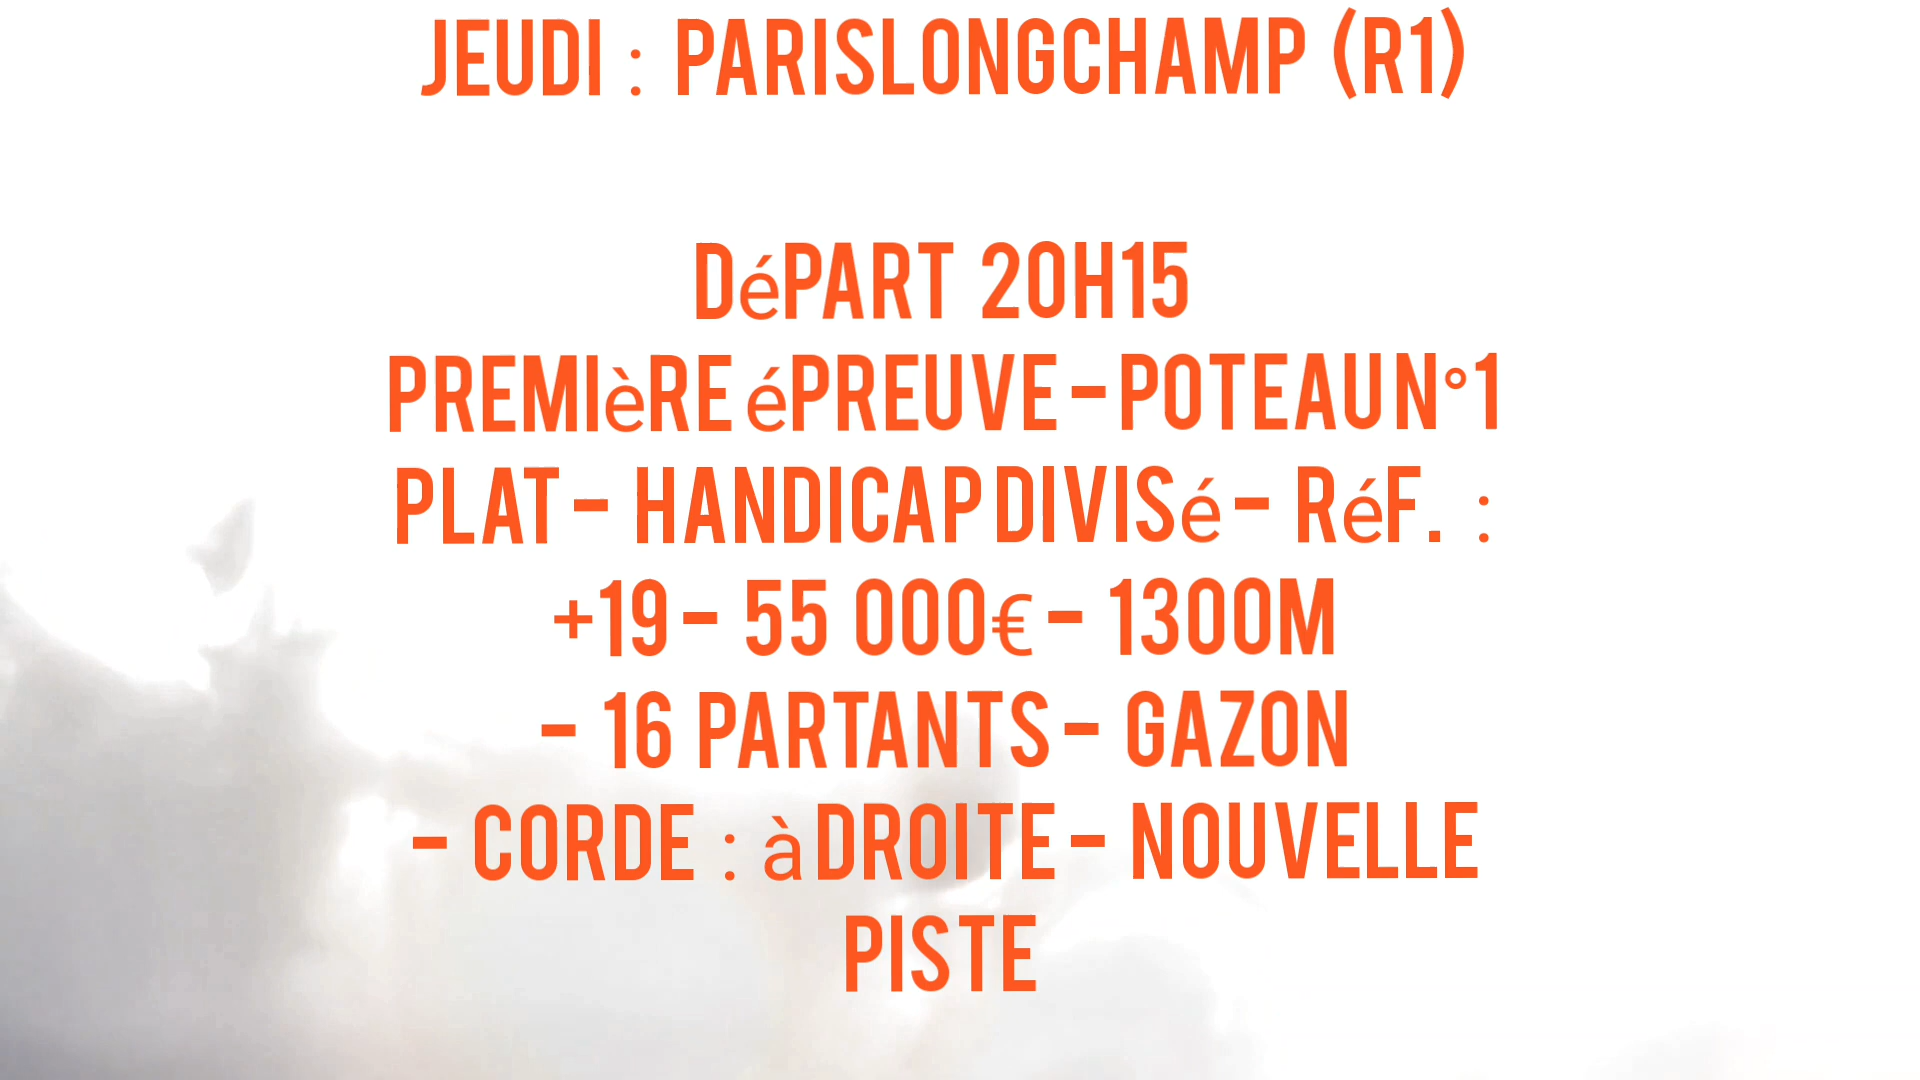 JEUDI : PARISLONGCHAMP (R1)
DéPART 20H15
PREMIèRE éPREUVE - POTEAU N°1
PLAT - HANDICAP DIVISé - RéF. :
+19 - 55 000€ - 1300M
- 16 PARTANTS - GAZON
- CORDE : à DROITE - NOUVELLE
PISTE